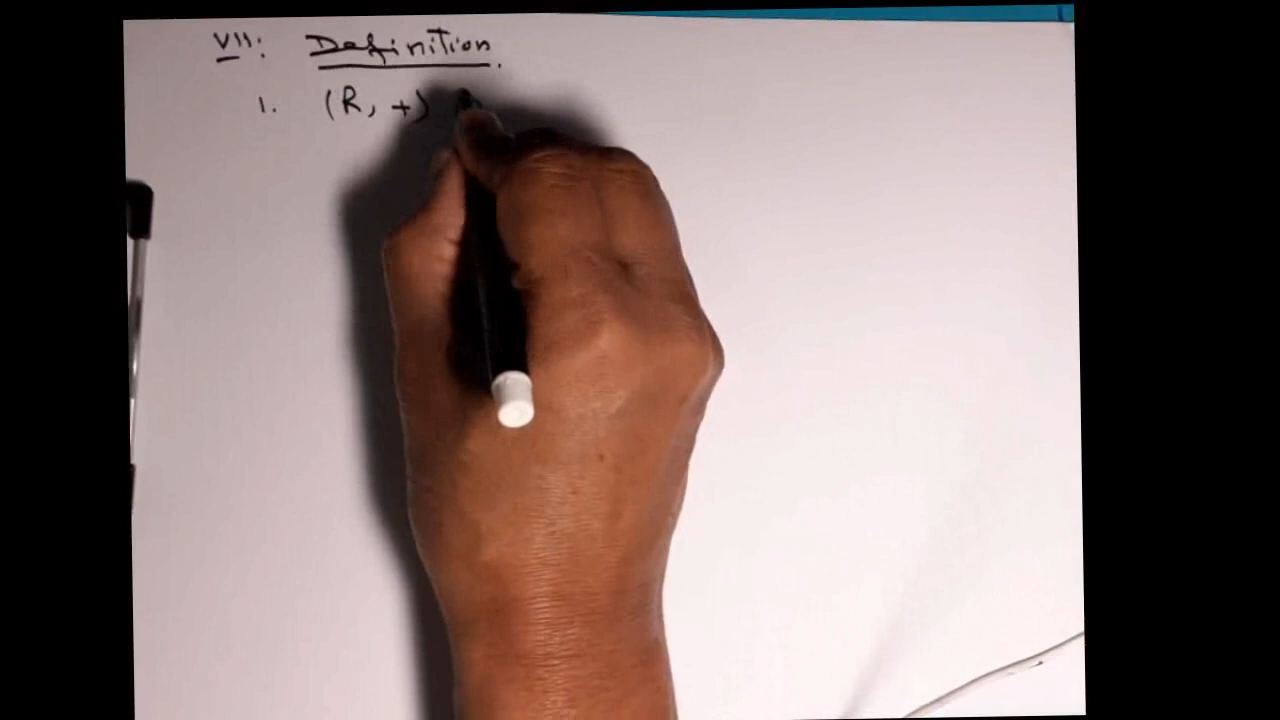 VII: Definition.
1. (R, +)